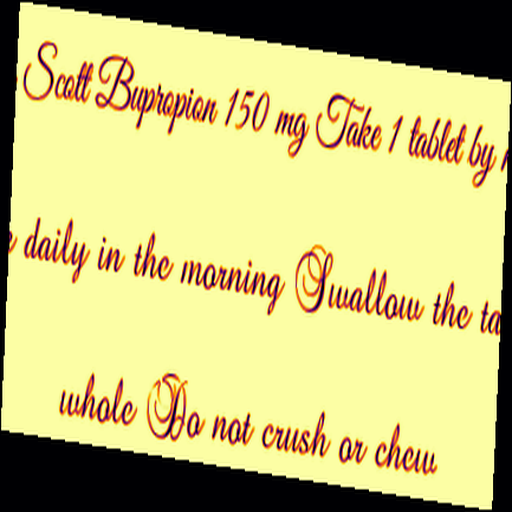 Scott Bupropion 150 mg Take 1 tablet by
daily in the morning Swallow the
whole Do not crush or chew